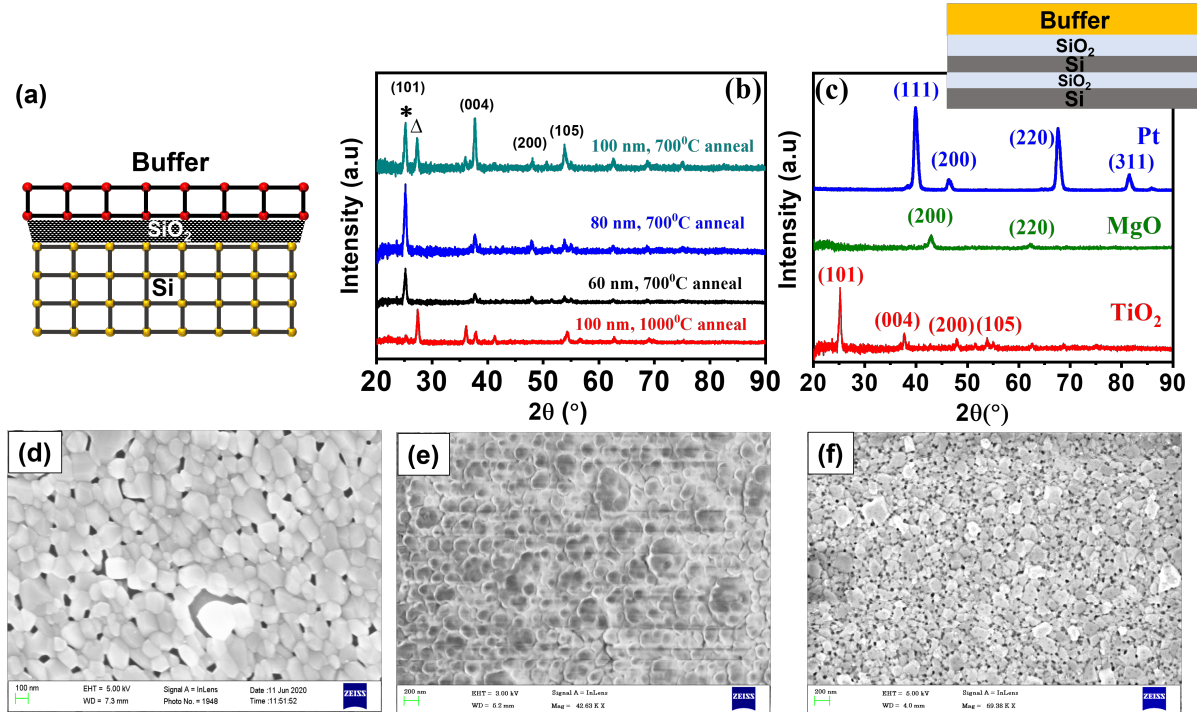 (a)
Buffer
SiO₂
Si
(b)
Intensity (a.u)
(101)
*
Δ
(004)
(200)
(105)
100 nm, 700⁰C anneal
80 nm, 700⁰C anneal
60 nm, 700⁰C anneal
100 nm, 1000⁰C anneal
20 30 40 50 60 70 80 90
2θ (°)
Buffer
SiO₂
Si
SiO₂
Si
(c)
Intensity (a.u)
(111)
(200)
(220)
(311)
Pt
(200)
(220)
MgO
(101)
(004)
(200)
(105)
TiO₂
20 30 40 50 60 70 80 90
2θ(°)
(d)
100 nm
EHT = 5.00 kV
WD = 7.3 mm
Signal A = InLens
Photo No. = 1948
Date :11 Jun 2020
Time :11:51:52
ZEISS
(e)
200 nm
EHT = 3.00 kV
WD = 5.2 mm
Signal A = InLens
Mag = 42.63 K X
ZEISS
(f)
200 nm
EHT = 5.00 kV
WD = 4.0 mm
Signal A = InLens
Mag = 59.38 K X
ZEISS